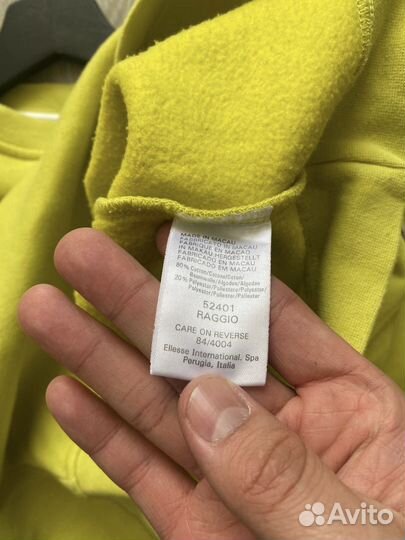 MADE IN MACAU
FABRICATO IN MACAU
FABRIQUE EN MACAU
IN MAKAU HERGESTELLT
FABRICADO EN MACAU
FABRICADO EM MACAU
80% Cotton/Cotone/Coton/
Baumwolle/Algodon/Algodao
20% Polyester/Poliestere/Polyester/
Polyester/Poliester/Poliester
52401
RAGGIO
CARE ON REVERSE
84/4004
Ellesse International. Spa
Perugia, Italia
Avito